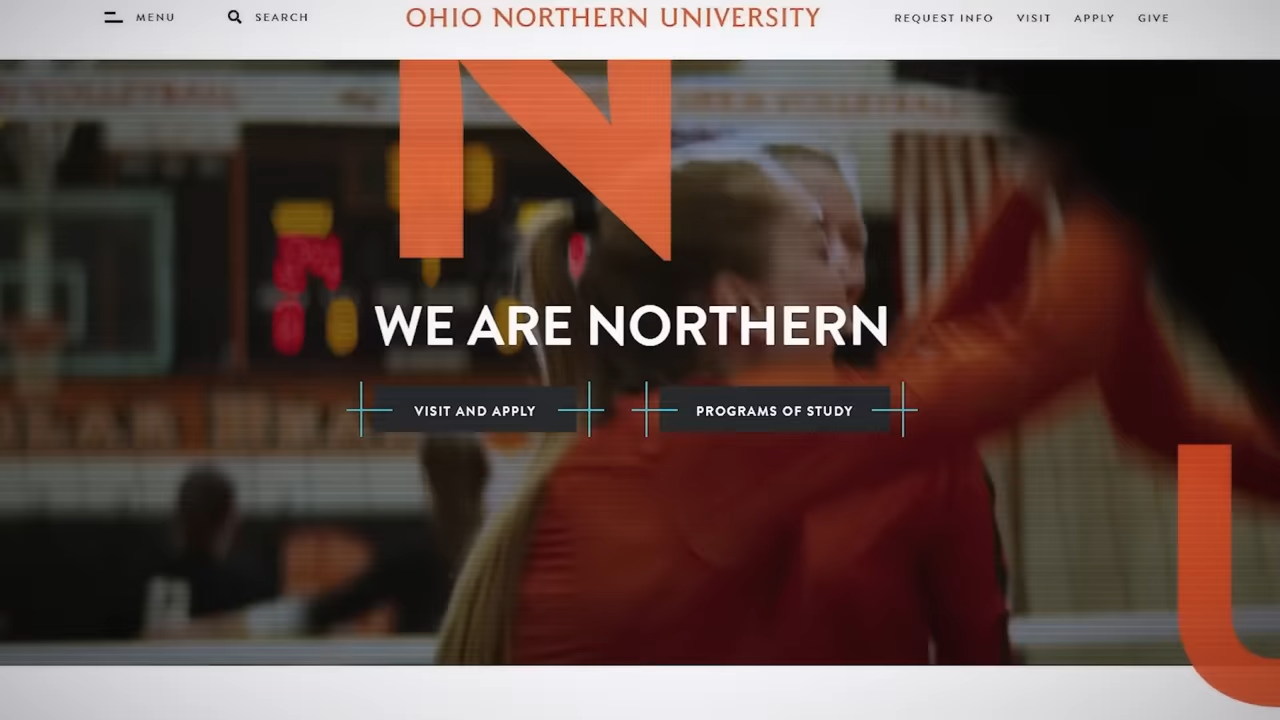 MENU
SEARCH
OHIO NORTHERN UNIVERSITY
REQUEST INFO
VISIT
APPLY
GIVE
N
WE ARE NORTHERN
VISIT AND APPLY
PROGRAMS OF STUDY
U